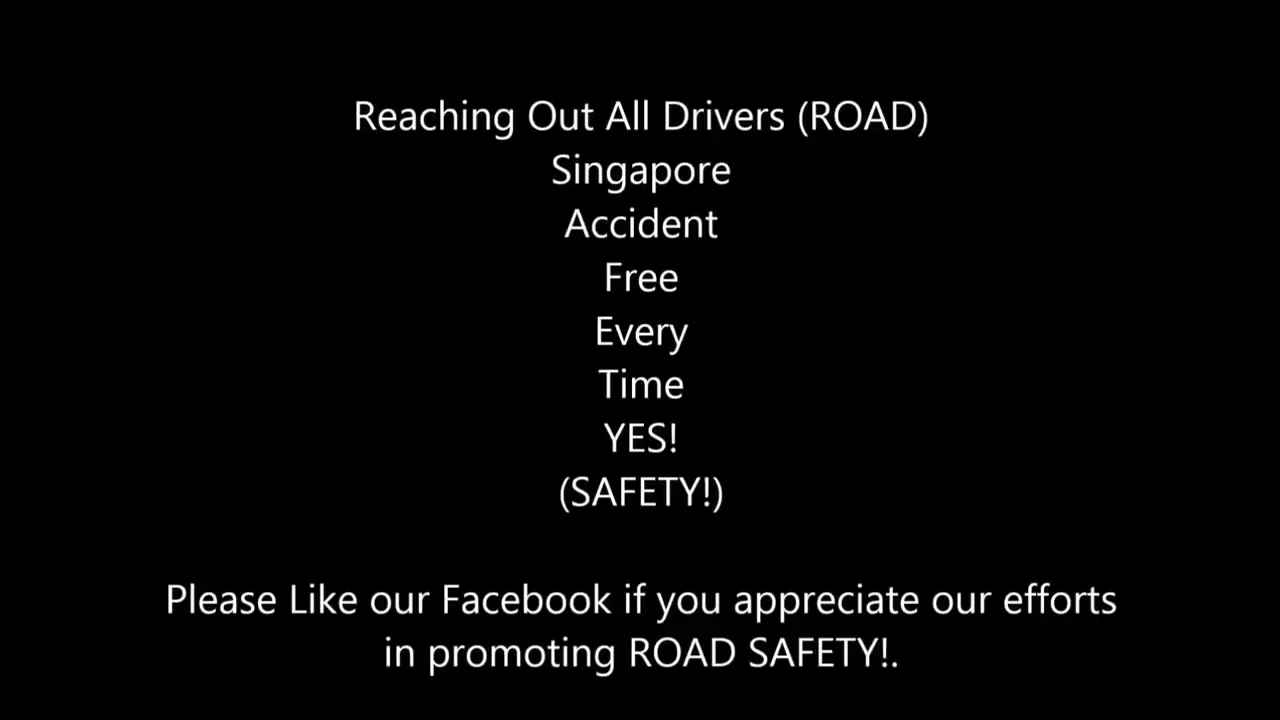 Reaching Out All Drivers (ROAD)
Singapore
Accident
Free
Every
Time
YES!
(SAFETY!)
Please Like our Facebook if you appreciate our efforts
in promoting ROAD SAFETY!.